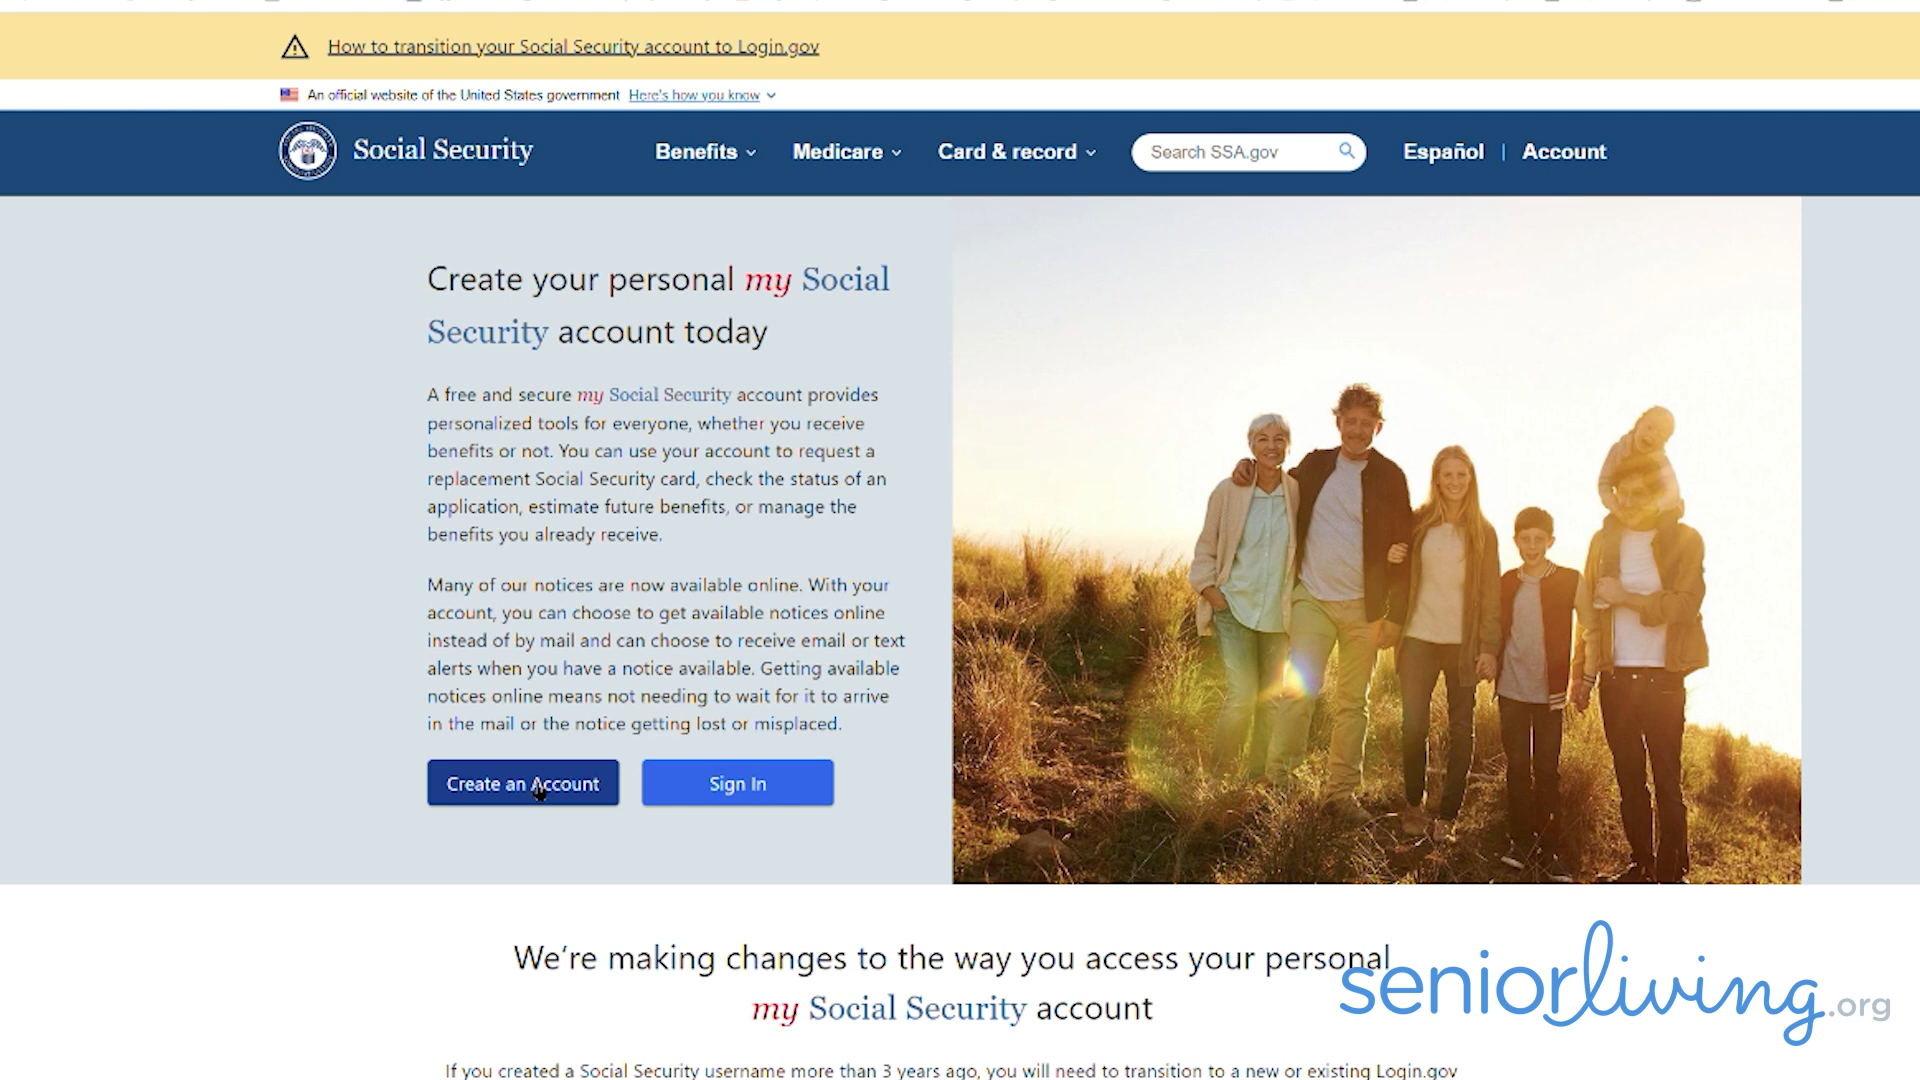 How to transition your Social Security account to Login.gov
An official website of the United States government Here's how you know
Social Security
Benefits
Medicare
Card & record
Search SSA.gov
Español | Account
Create your personal my Social
Security account today
A free and secure my Social Security account provides
personalized tools for everyone, whether you receive
benefits or not. You can use your account to request a
replacement Social Security card, check the status of an
application, estimate future benefits, or manage the
benefits you already receive.
Many of our notices are now available online. With your
account, you can choose to get available notices online
instead of by mail and can choose to receive email or text
alerts when you have a notice available. Getting available
notices online means not needing to wait for it to arrive
in the mail or the notice getting lost or misplaced.
Create an Account
Sign In
We're making changes to the way you access your personal
my Social Security account
seniorliving.org
If you created a Social Security username more than 3 years ago, you will need to transition to a new or existing Login.gov